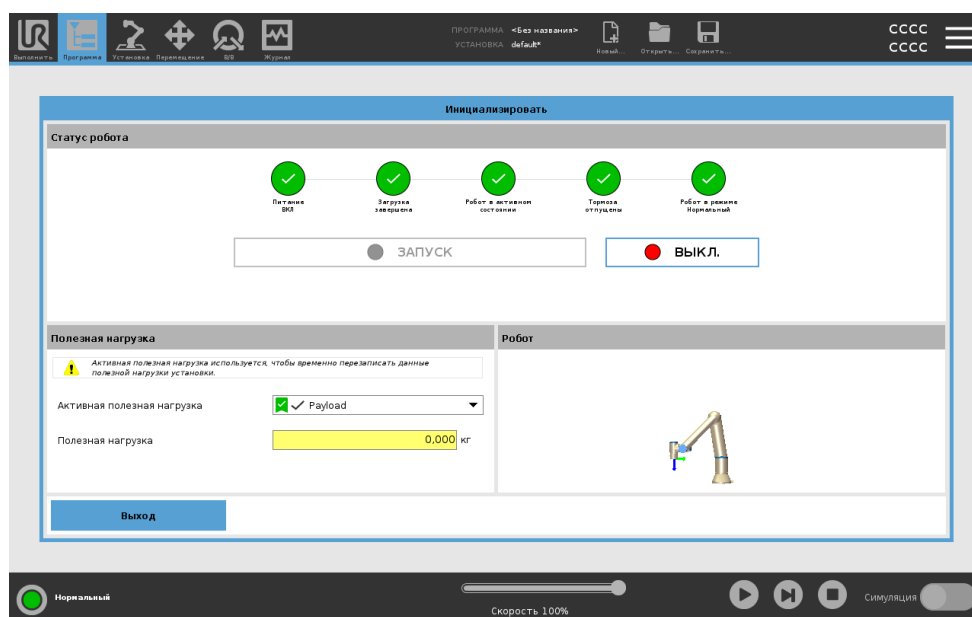 ПРОГРАММА <Без названия>
УСТАНОВКА default*
Выполнить Программа Установка Перемещение В/В Журнал
Новый... Открыть... Сохранить...
CCCC
CCCC
Инициализировать
Статус робота
Питание ВКЛ
Загрузка завершена
Робот в активном состоянии
Тормоза отпущены
Робот в режиме Нормальный
ЗАПУСК
ВЫКЛ.
Полезная нагрузка
Активная полезная нагрузка используется, чтобы временно перезаписать данные
полезной нагрузки установки.
Активная полезная нагрузка
Payload
Полезная нагрузка
0,000 кг
Робот
Выход
Нормальный
Скорость 100%
Симуляция